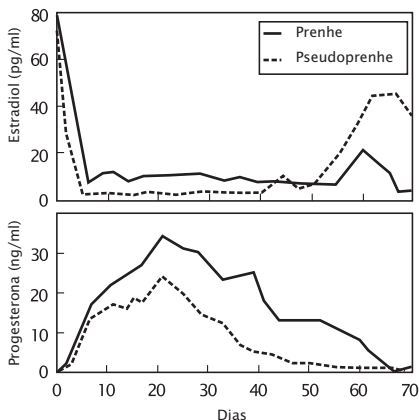 Estradiol (pg/ml)
80
60
40
20
0
Prenhe
Pseudoprenhe
Progesterona (ng/ml)
30
20
10
0
0 10 20 30 40 50 60 70
Dias